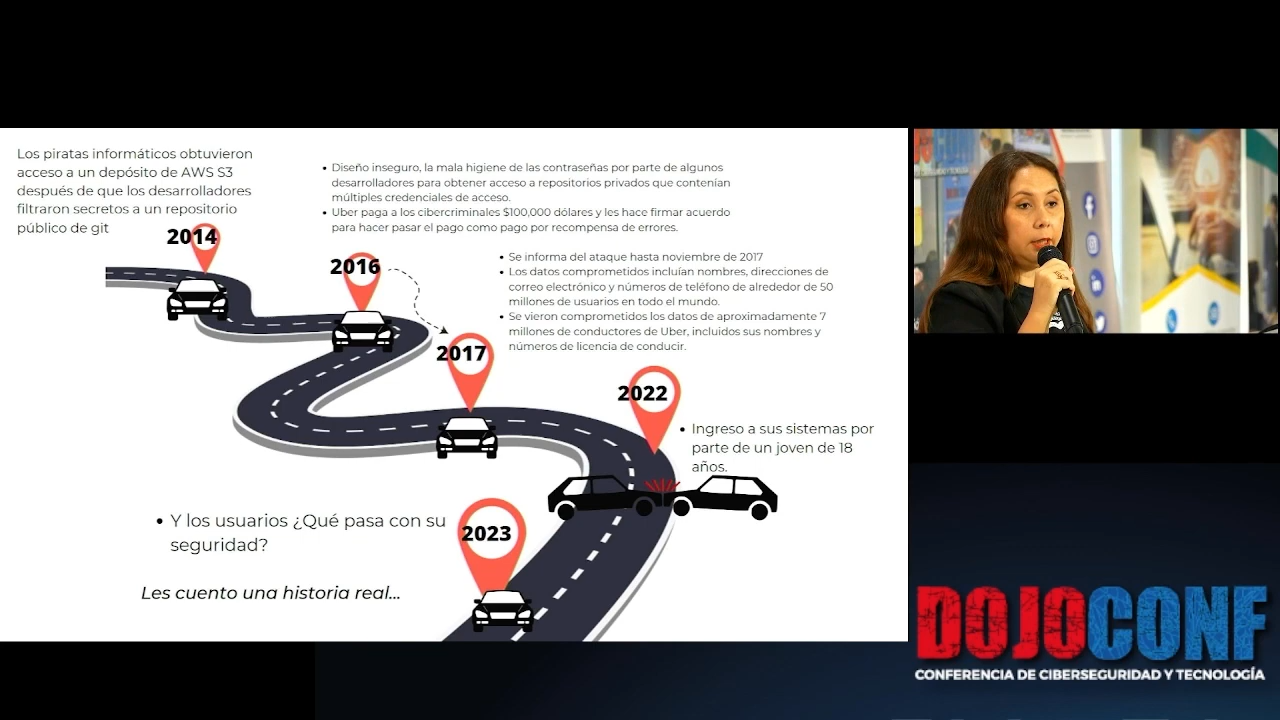 Los piratas informáticos obtuvieron
acceso a un depósito de AWS S3
después de que los desarrolladores
filtraron secretos a un repositorio
público de git
2014
• Diseño inseguro, la mala higiene de las contraseñas por parte de algunos
desarrolladores para obtener acceso a repositorios privados que contenían
múltiples credenciales de acceso.
• Uber paga a los cibercriminales $100,000 dólares y les hace firmar acuerdo
para hacer pasar el pago como pago por recompensa de errores.
2016
• Se informa del ataque hasta noviembre de 2017
• Los datos comprometidos incluían nombres, direcciones de
correo electrónico y números de teléfono de alrededor de 50
millones de usuarios en todo el mundo.
• Se vieron comprometidos los datos de aproximadamente 7
millones de conductores de Uber, incluidos sus nombres y
números de licencia de conducir.
2017
2022
• Ingreso a sus sistemas por
parte de un joven de 18
años.
• Y los usuarios ¿Qué pasa con su
seguridad?
2023
Les cuento una historia real...
DOJOCONF
CONFERENCIA DE CIBERSEGURIDAD Y TECNOLOGÍA